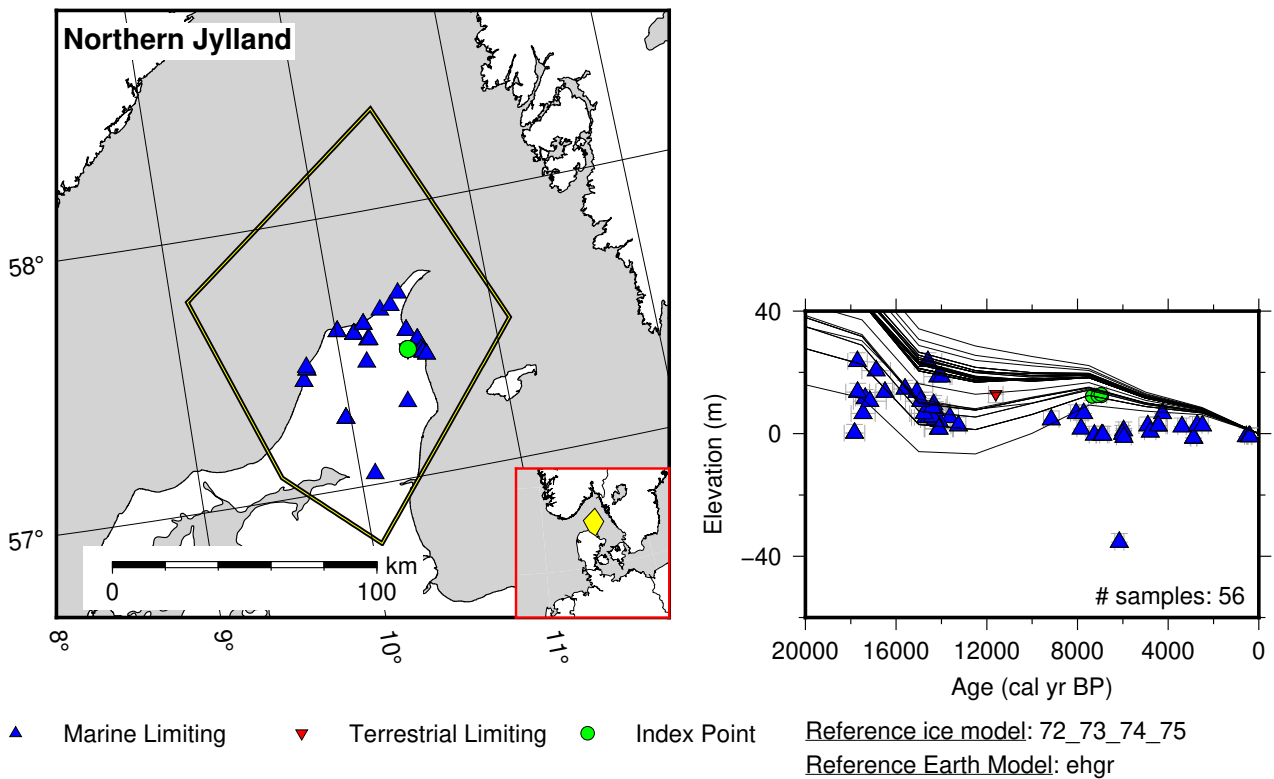 Northern Jylland
58°
57°
km
0
100
8°
9°
10°
11°
Elevation (m)
40
0
−40
# samples: 56
20000
16000
12000
8000
4000
0
Age (cal yr BP)
Marine Limiting
Terrestrial Limiting
Index Point
Reference ice model: 72_73_74_75
Reference Earth Model: ehgr